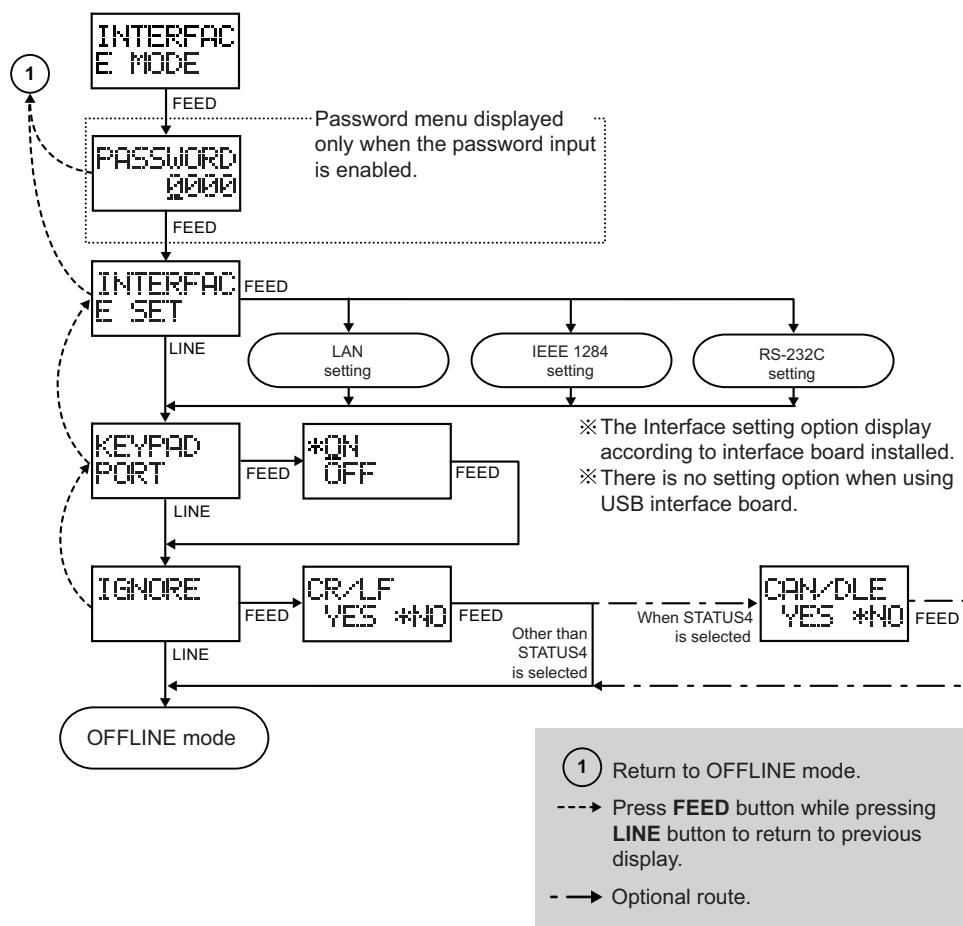 INTERFAC
E MODE
1
FEED
Password menu displayed
only when the password input
is enabled.
PASSWORD
0000
FEED
INTERFAC
E SET
FEED
LINE
LAN
setting
IEEE 1284
setting
RS-232C
setting
※The Interface setting option display
according to interface board installed.
※There is no setting option when using
USB interface board.
KEYPAD
PORT
FEED
*ON
OFF
FEED
LINE
IGNORE
FEED
CR/LF
YES *NO
FEED
Other than
STATUS4
is selected
When STATUS4
is selected
CAN/DLE
YES *NO
FEED
LINE
OFFLINE mode
1 Return to OFFLINE mode.
Press FEED button while pressing
LINE button to return to previous
display.
Optional route.